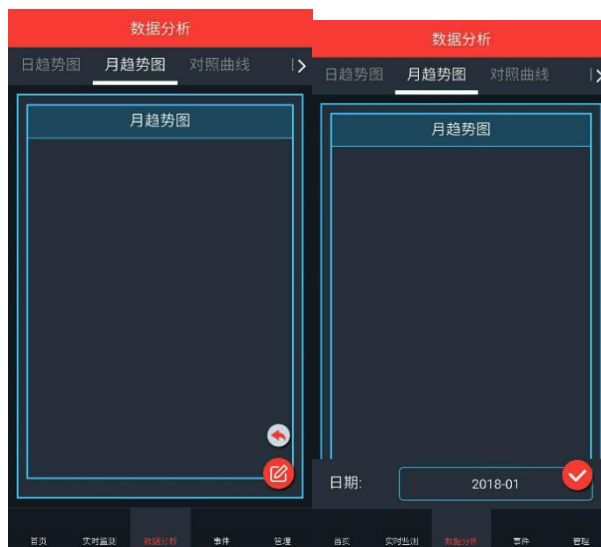 数据分析
日趋势图 月趋势图 对照曲线
月趋势图
首页 实时监测 数据分析 事件 管理
数据分析
日趋势图 月趋势图 对照曲线
月趋势图
日期: 2018-01
首页 实时监测 数据分析 事件 管理